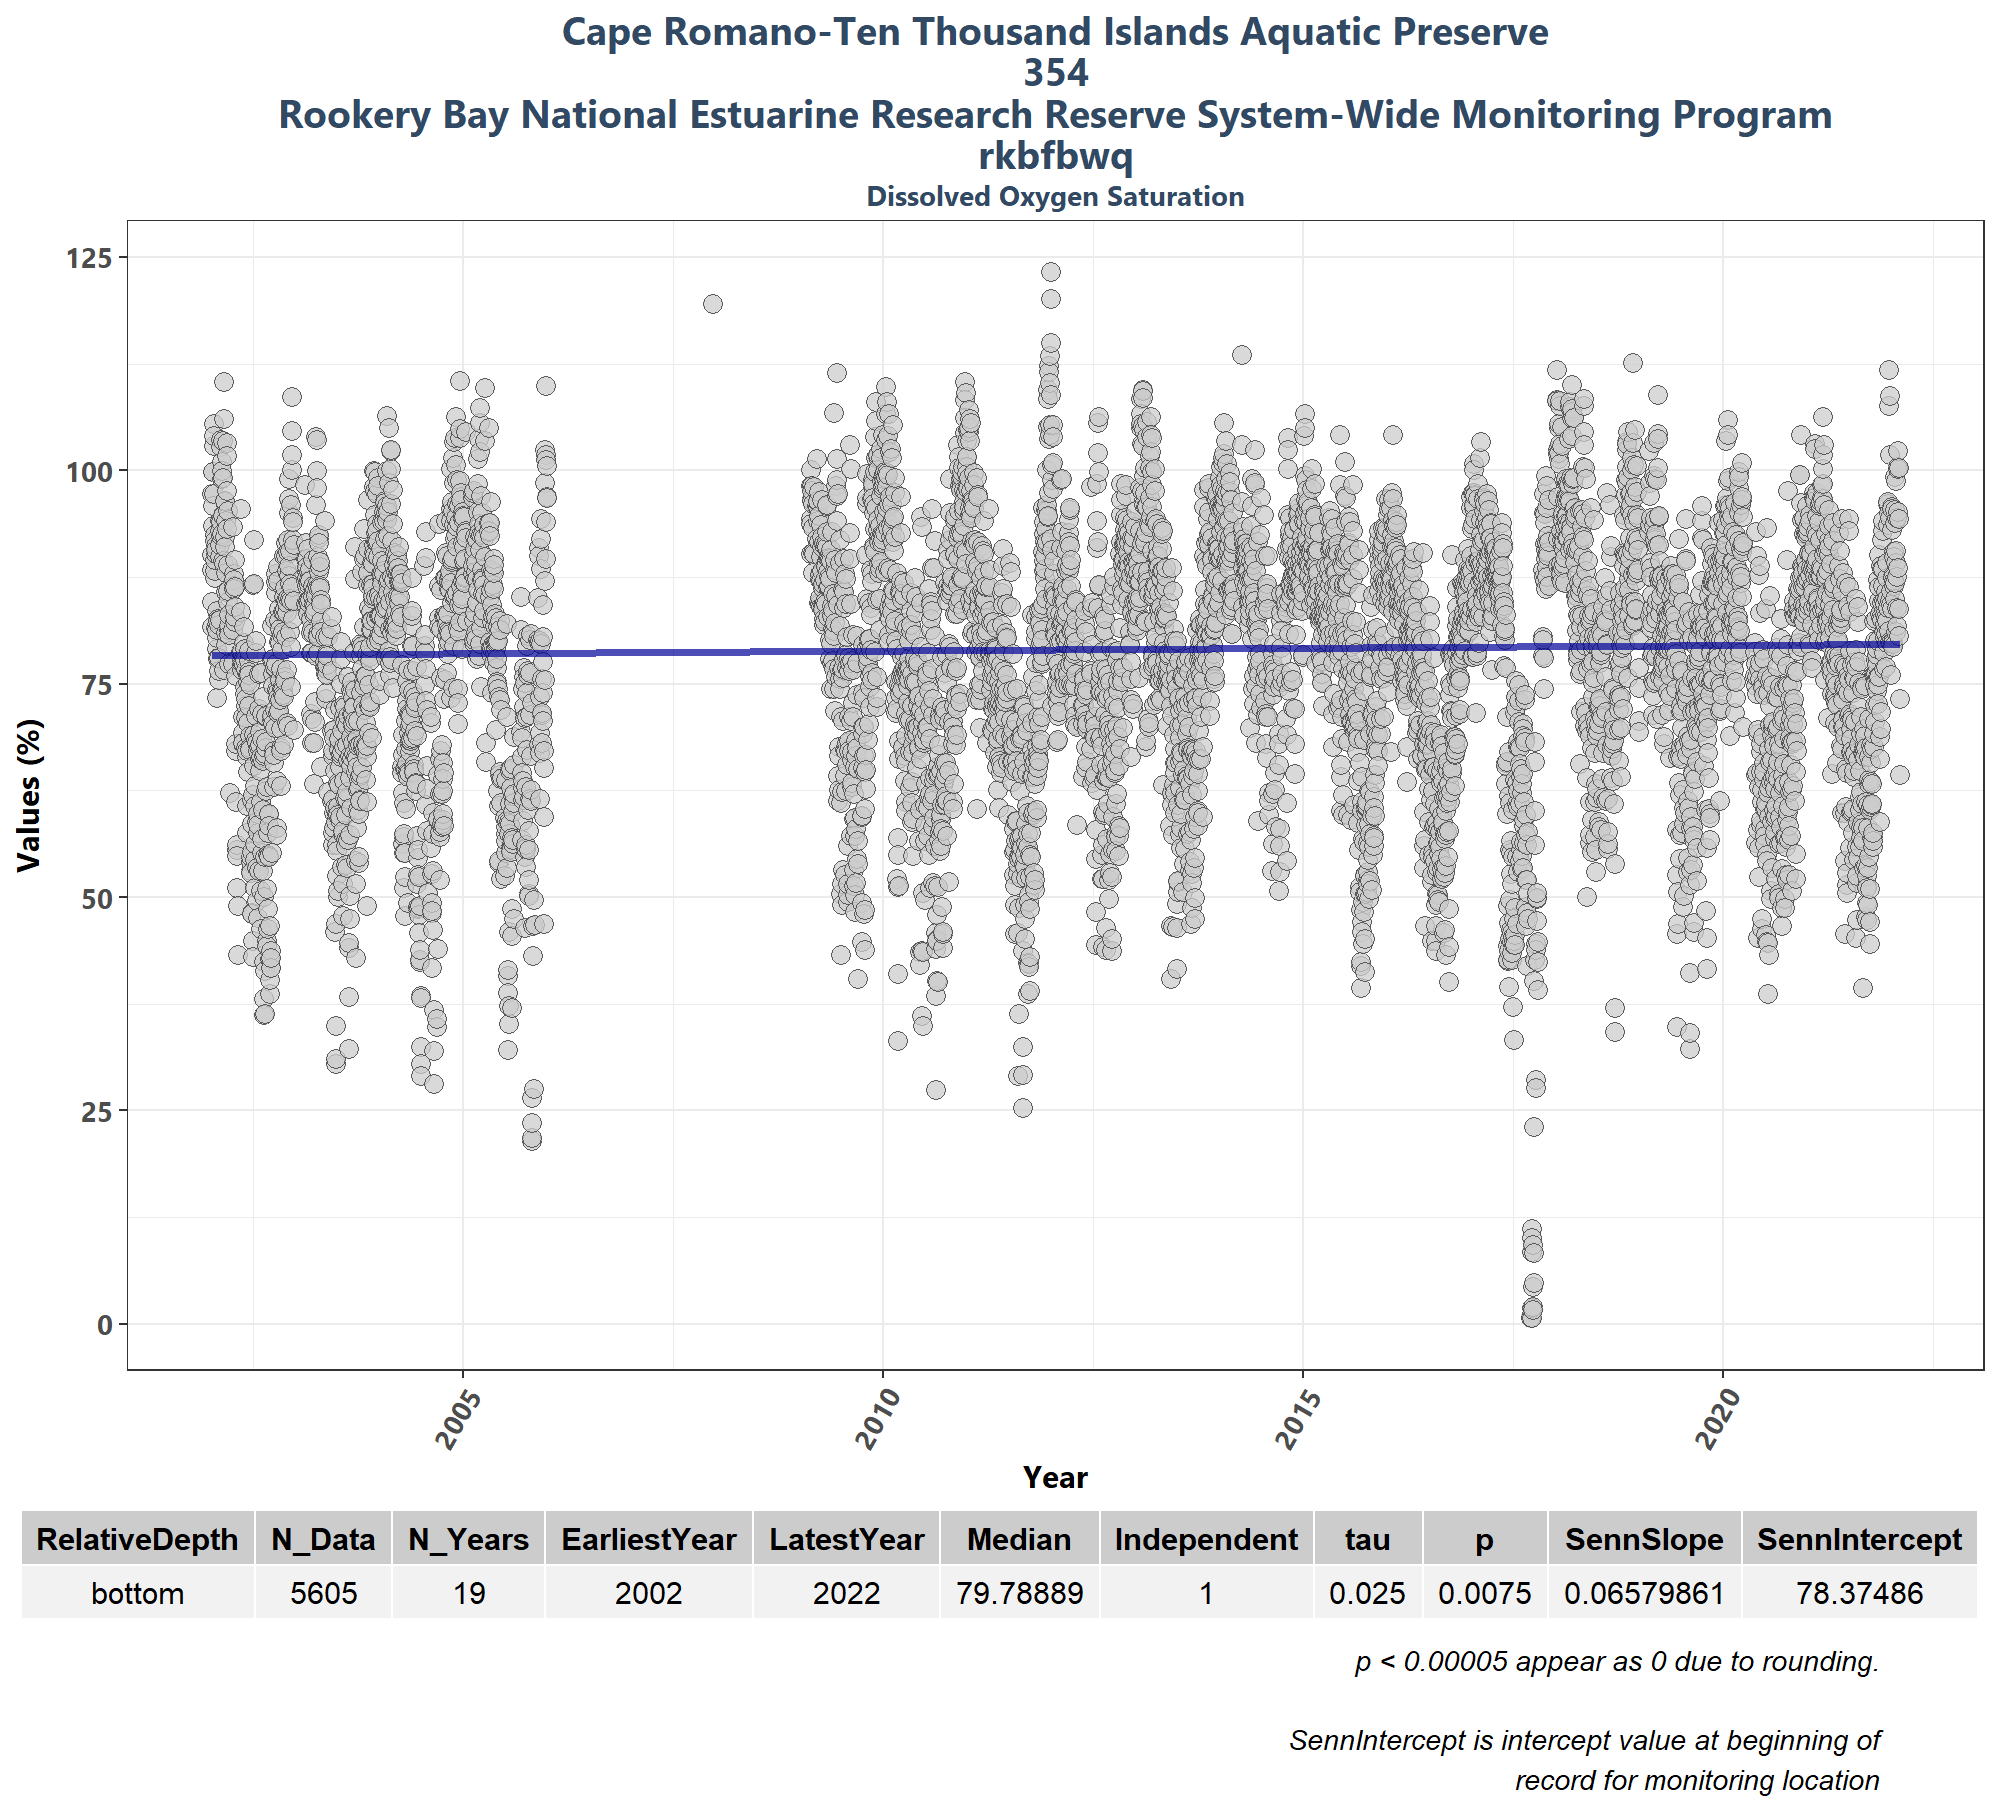 Cape Romano-Ten Thousand Islands Aquatic Preserve
354
Rookery Bay National Estuarine Research Reserve System-Wide Monitoring Program
rkbfbwq
Dissolved Oxygen Saturation
125
100
75
50
25
0
Values (%)
2005
2010
2015
2020
Year
RelativeDepth N_Data N_Years EarliestYear LatestYear Median Independent tau p SennSlope SennIntercept
bottom 5605 19 2002 2022 79.78889 1 0.025 0.0075 0.06579861 78.37486
p < 0.00005 appear as 0 due to rounding.
SennIntercept is intercept value at beginning of
record for monitoring location